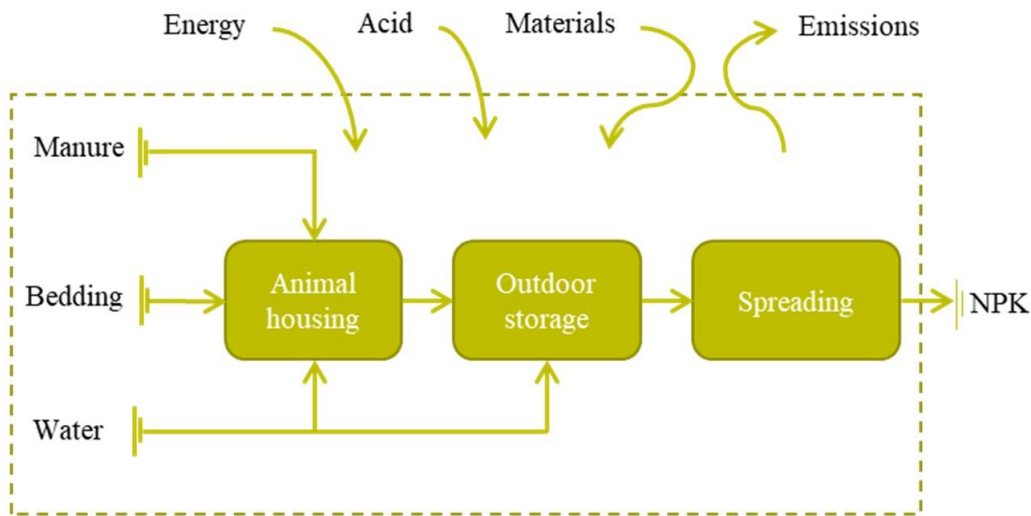 Energy
Acid
Materials
Emissions
Manure
Bedding
Animal
housing
Outdoor
storage
Spreading
NPK
Water